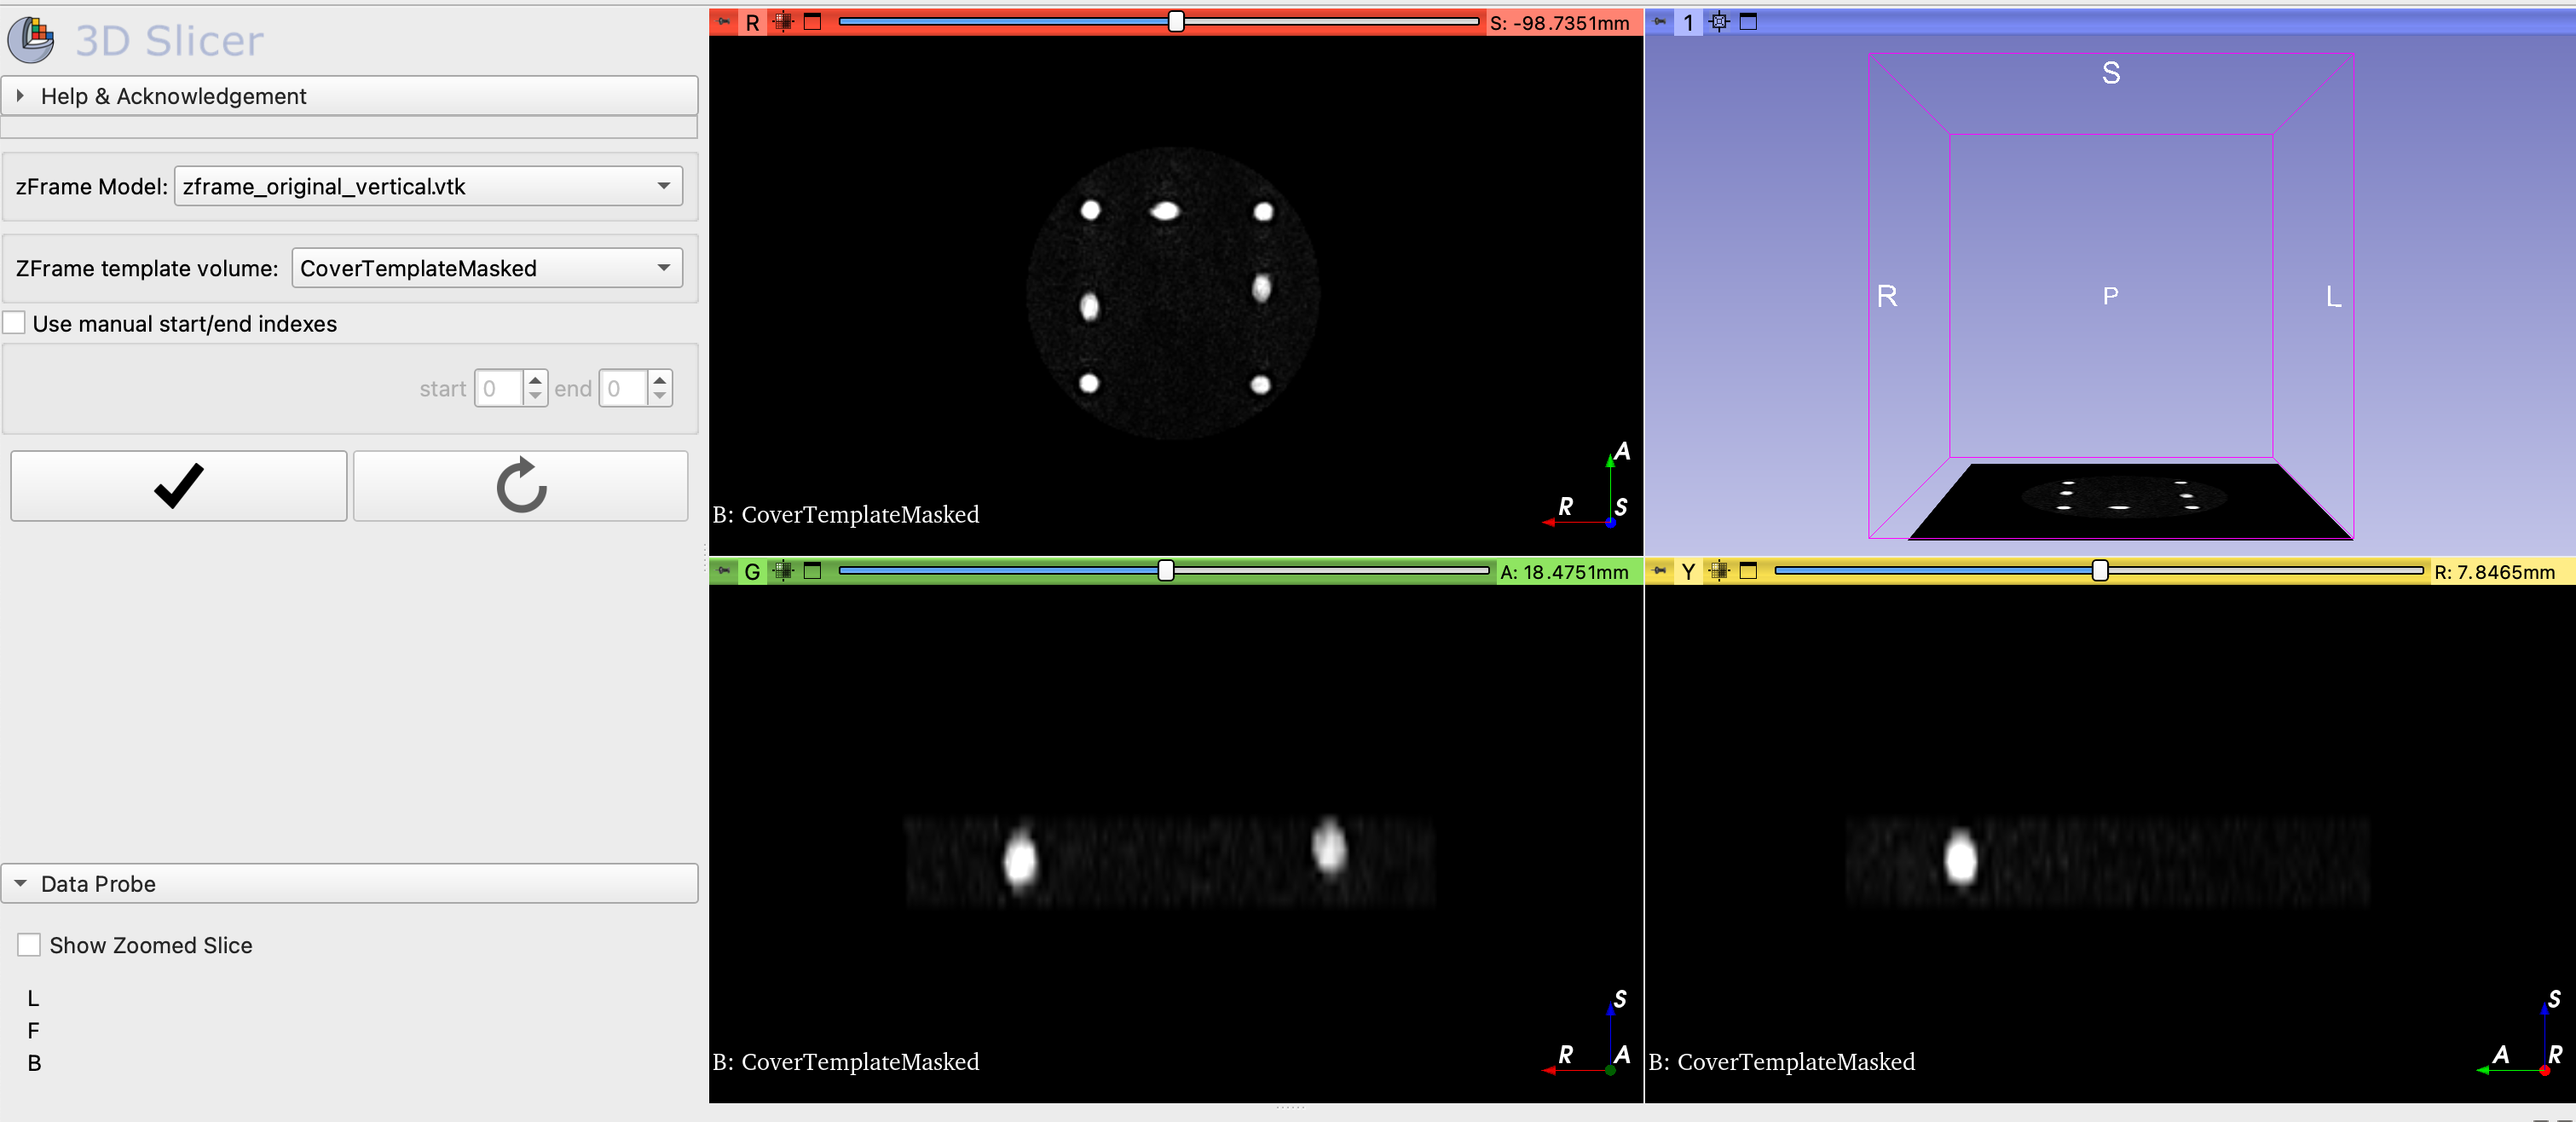 3D Slicer
Help & Acknowledgement
zFrame Model: zframe_original_vertical.vtk
ZFrame template volume: CoverTemplateMasked
Use manual start/end indexes
start 0 end 0
Data Probe
Show Zoomed Slice
L
F
B
R S: -98.7351mm
A
R S
B: CoverTemplateMasked
1
S
R P L
G A: 18.4751mm
S
R A
B: CoverTemplateMasked
Y R: 7.8465mm
S
A R
B: CoverTemplateMasked